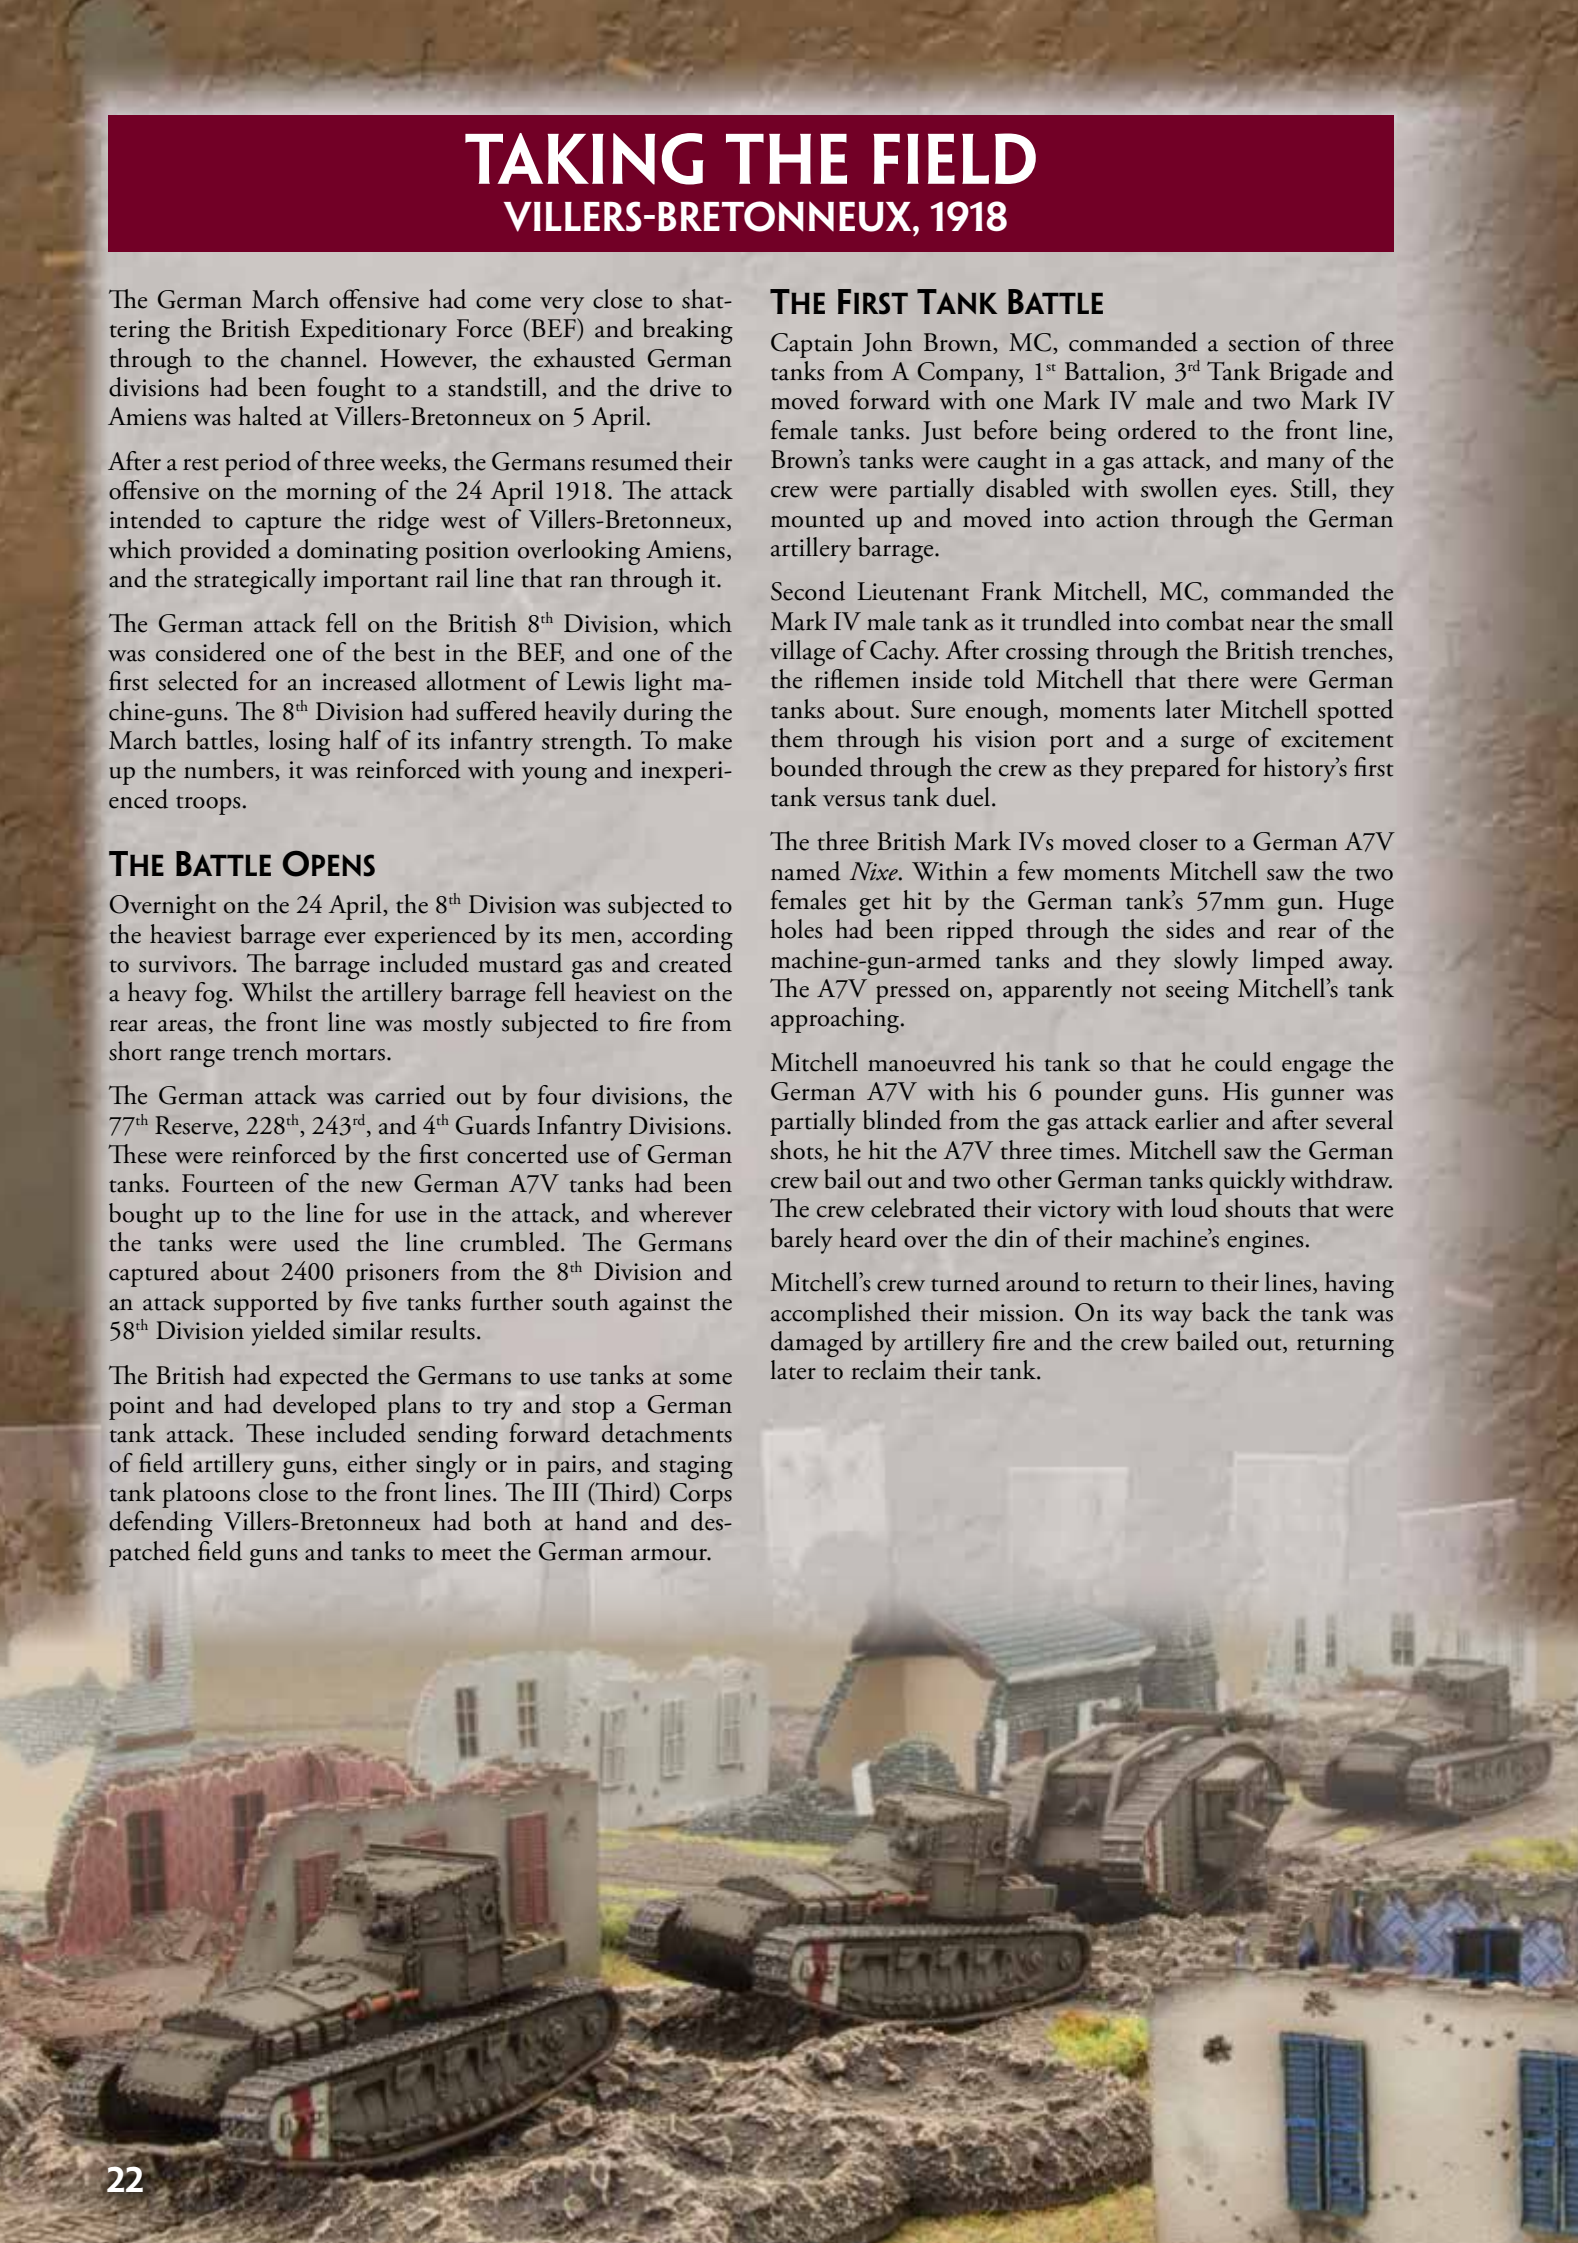 TAKING THE FIELD
VILLERS-BRETONNEUX, 1918
The German March offensive had come very close to shat-
tering the British Expeditionary Force (BEF) and breaking
through to the channel. However, the exhausted German
divisions had been fought to a standstill, and the drive to
Amiens was halted at Villers-Bretonneux on 5 April.
After a rest period of three weeks, the Germans resumed their
offensive on the morning of the 24 April 1918. The attack
intended to capture the ridge west of Villers-Bretonneux,
which provided a dominating position overlooking Amiens,
and the strategically important rail line that ran through it.
The German attack fell on the British 8th Division, which
was considered one of the best in the BEF, and one of the
first selected for an increased allotment of Lewis light ma-
chine-guns. The 8th Division had suffered heavily during the
March battles, losing half of its infantry strength. To make
up the numbers, it was reinforced with young and inexperi-
enced troops.
THE BATTLE OPENS
Overnight on the 24 April, the 8th Division was subjected to
the heaviest barrage ever experienced by its men, according
to survivors. The barrage included mustard gas and created
a heavy fog. Whilst the artillery barrage fell heaviest on the
rear areas, the front line was mostly subjected to fire from
short range trench mortars.
The German attack was carried out by four divisions, the
77th Reserve, 228th, 243rd, and 4th Guards Infantry Divisions.
These were reinforced by the first concerted use of German
tanks. Fourteen of the new German A7V tanks had been
bought up to the line for use in the attack, and wherever
the tanks were used the line crumbled. The Germans
captured about 2400 prisoners from the 8th Division and
an attack supported by five tanks further south against the
58th Division yielded similar results.
The British had expected the Germans to use tanks at some
point and had developed plans to try and stop a German
tank attack. These included sending forward detachments
of field artillery guns, either singly or in pairs, and staging
tank platoons close to the front lines. The III (Third) Corps
defending Villers-Bretonneux had both at hand and des-
patched field guns and tanks to meet the German armour.
THE FIRST TANK BATTLE
Captain John Brown, MC, commanded a section of three
tanks from A Company, 1st Battalion, 3rd Tank Brigade and
moved forward with one Mark IV male and two Mark IV
female tanks. Just before being ordered to the front line,
Brown's tanks were caught in a gas attack, and many of the
crew were partially disabled with swollen eyes. Still, they
mounted up and moved into action through the German
artillery barrage.
Second Lieutenant Frank Mitchell, MC, commanded the
Mark IV male tank as it trundled into combat near the small
village of Cachy. After crossing through the British trenches,
the riflemen inside told Mitchell that there were German
tanks about. Sure enough, moments later Mitchell spotted
them through his vision port and a surge of excitement
bounded through the crew as they prepared for history's first
tank versus tank duel.
The three British Mark IVs moved closer to a German A7V
named Nixe. Within a few moments Mitchell saw the two
females get hit by the German tank's 57mm gun. Huge
holes had been ripped through the sides and rear of the
machine-gun-armed tanks and they slowly limped away.
The A7V pressed on, apparently not seeing Mitchell's tank
approaching.
Mitchell manoeuvred his tank so that he could engage the
German A7V with his 6 pounder guns. His gunner was
partially blinded from the gas attack earlier and after several
shots, he hit the A7V three times. Mitchell saw the German
crew bail out and two other German tanks quickly withdraw.
The crew celebrated their victory with loud shouts that were
barely heard over the din of their machine's engines.
Mitchell's crew turned around to return to their lines, having
accomplished their mission. On its way back the tank was
damaged by artillery fire and the crew bailed out, returning
later to reclaim their tank.
22